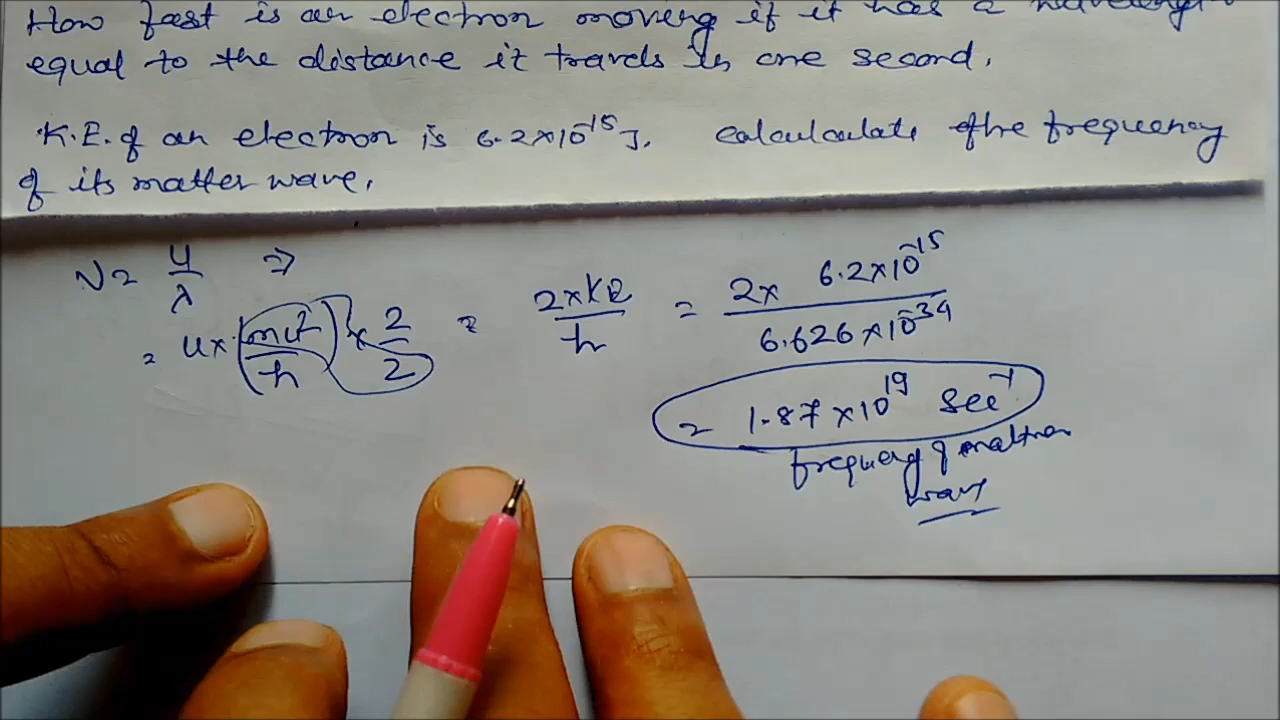 How fast is an electron moving if it has a wavelength
equal to the distance it travels in one second.
K.E. of an electron is 6.2×10⁻¹⁵ J. calculate of the frequency
of its matter wave.
ν = u/λ ⇒
= u × (mu²/h) × 2/2 = 2×KE/h = 2× 6.2×10⁻¹⁵/6.626×10⁻³⁴
= 1.87×10¹⁹ sec⁻¹
frequency of matter
wave